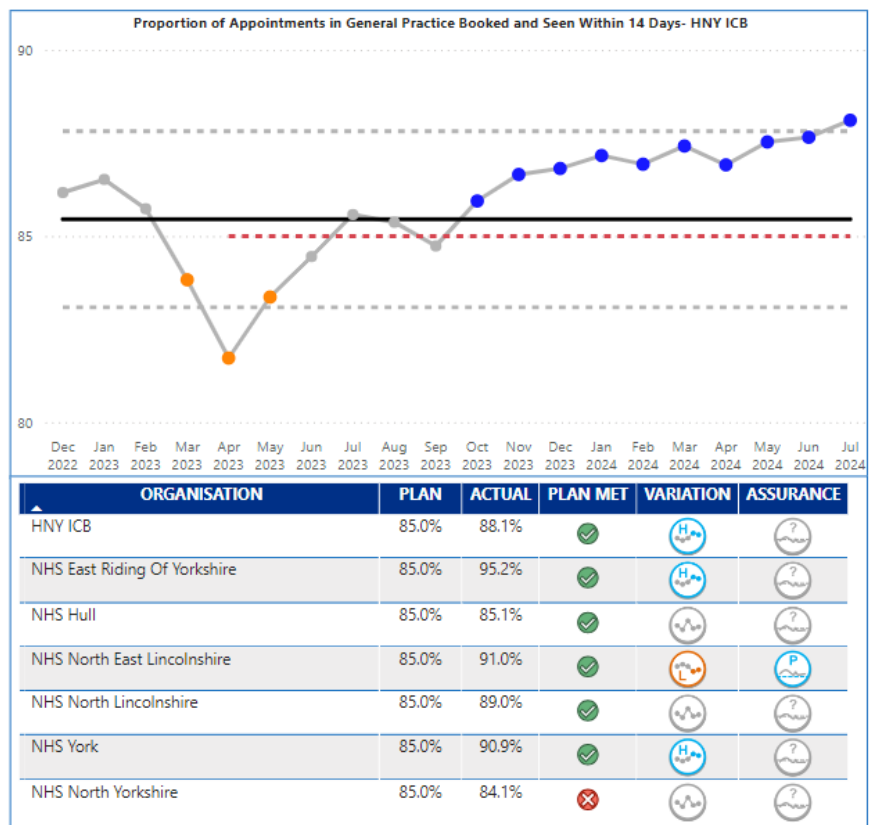 Proportion of Appointments in General Practice Booked and Seen Within 14 Days- HNY ICB
90
85
80
Dec Jan Feb Mar Apr May Jun Jul Aug Sep Oct Nov Dec Jan Feb Mar Apr May Jun Jul
2022 2023 2023 2023 2023 2023 2023 2023 2023 2023 2023 2023 2023 2024 2024 2024 2024 2024 2024 2024
ORGANISATION PLAN ACTUAL PLAN MET VARIATION ASSURANCE
HNY ICB 85.0% 88.1% H ?
NHS East Riding Of Yorkshire 85.0% 95.2% H ?
NHS Hull 85.0% 85.1% ?
NHS North East Lincolnshire 85.0% 91.0% L P
NHS North Lincolnshire 85.0% 89.0% ?
NHS York 85.0% 90.9% H ?
NHS North Yorkshire 85.0% 84.1% ?